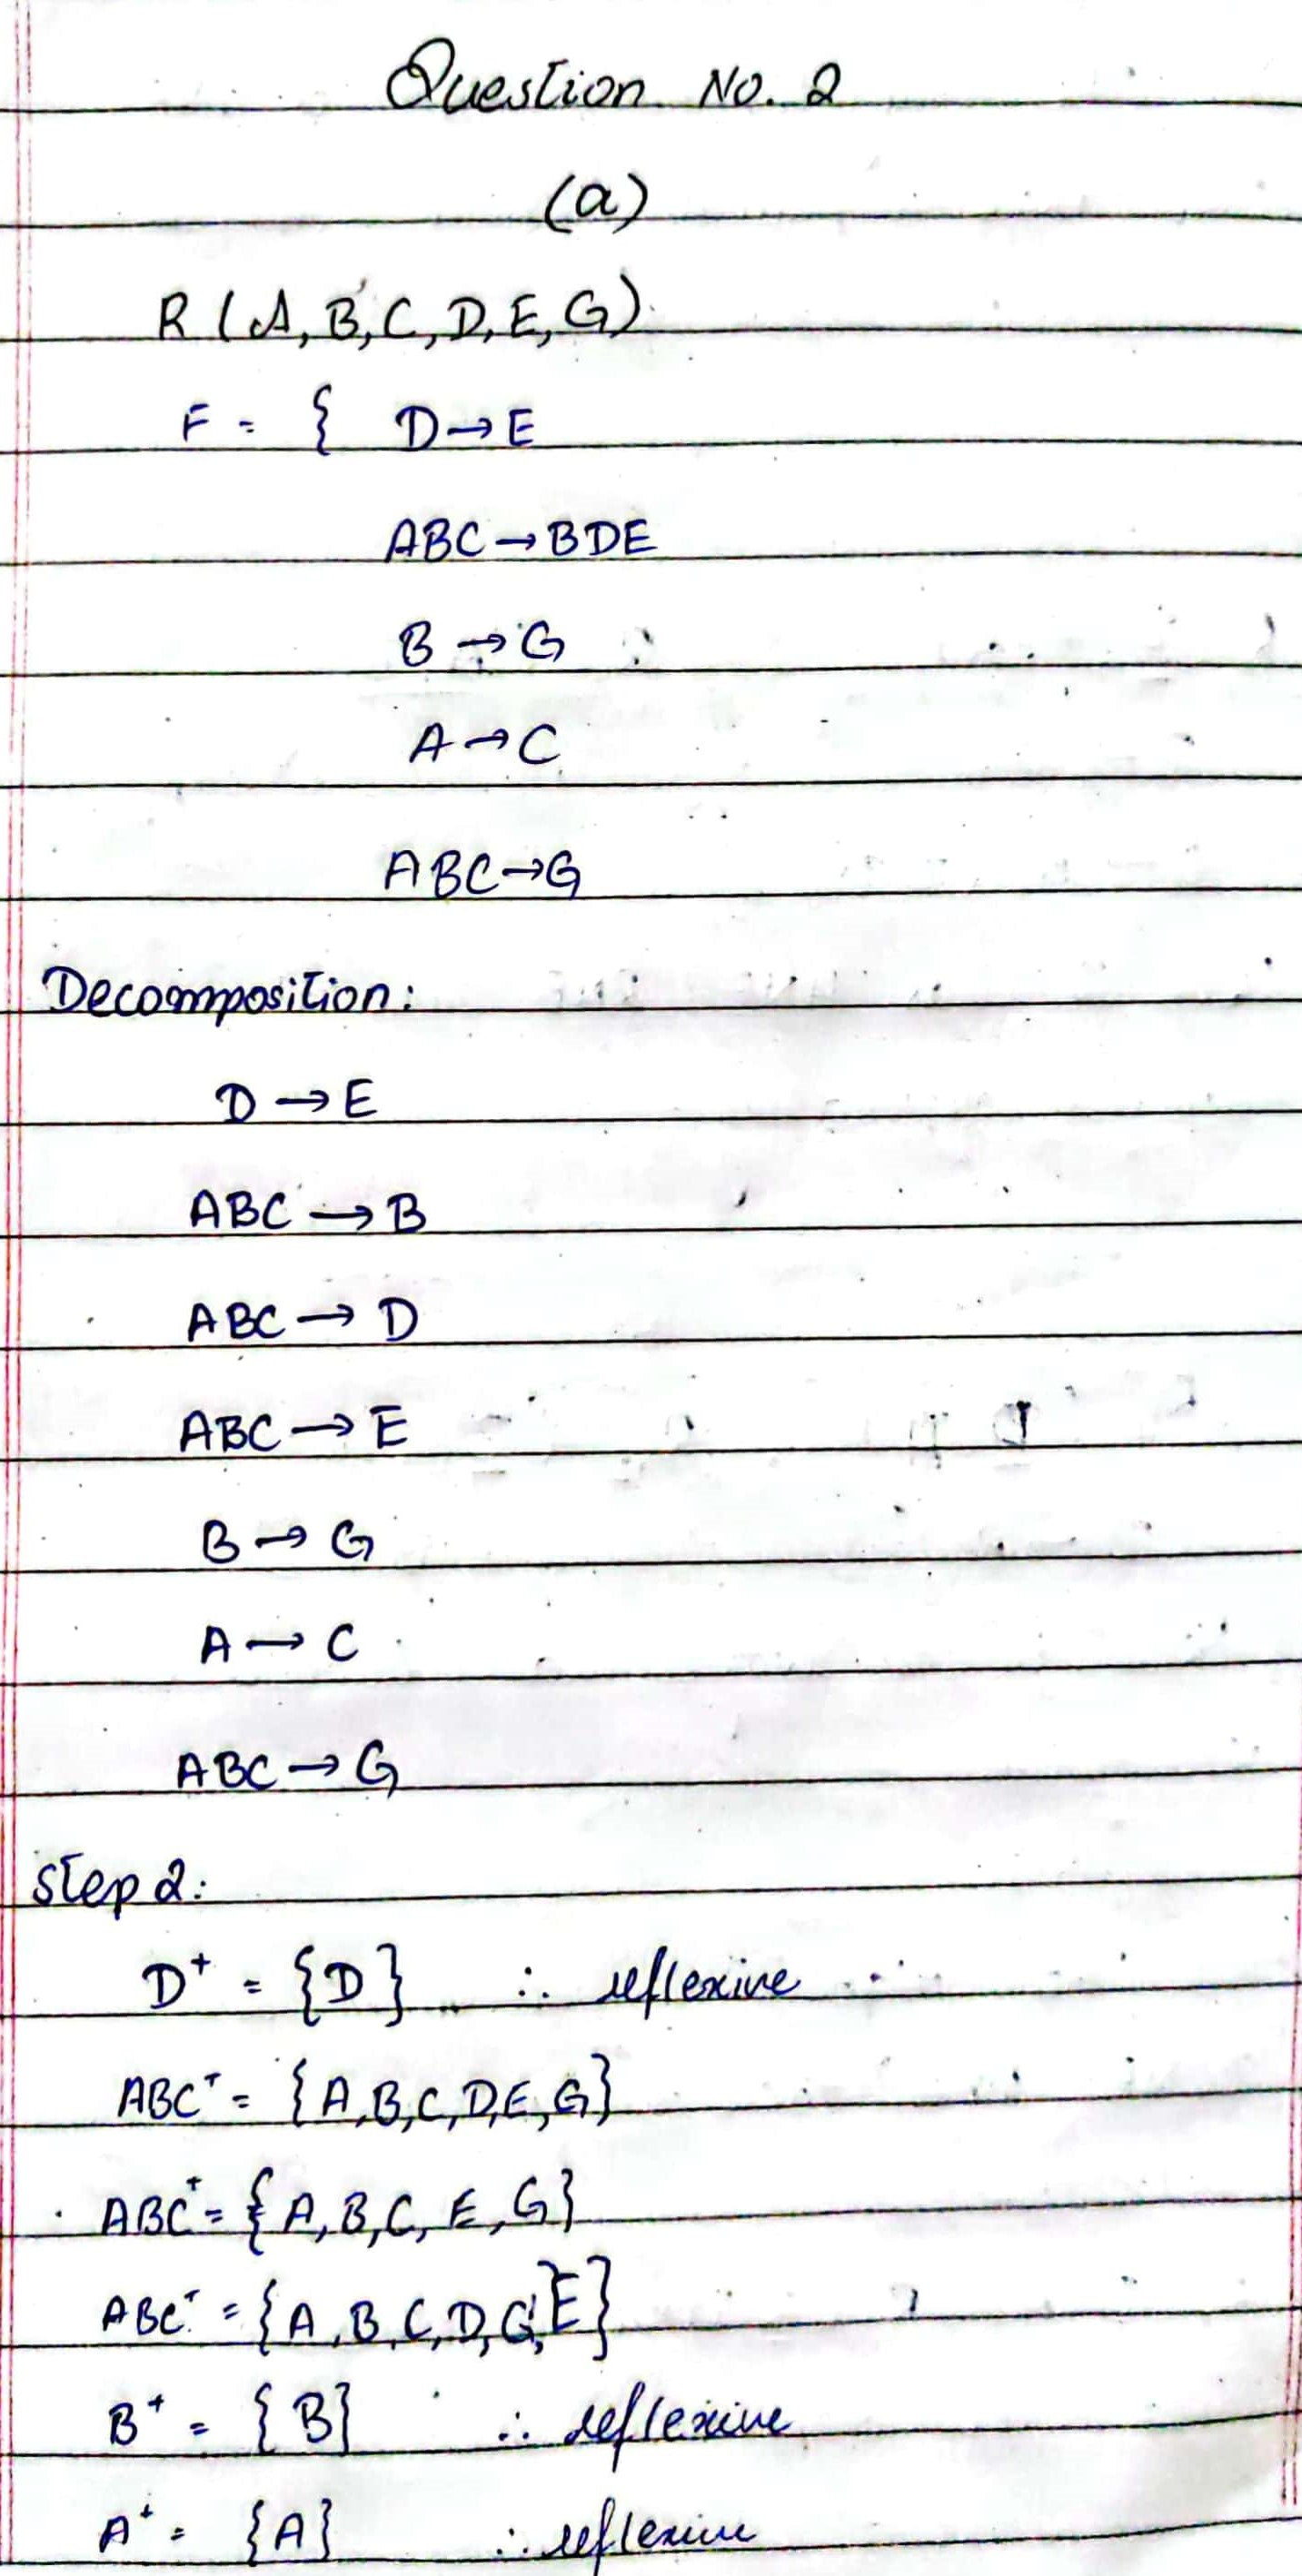 Question No. 2
(a)
R (A, B, C, D, E, G)
F = { D → E
ABC → BDE
B → G
A → C
ABC → G
Decomposition:
D → E
ABC → B
ABC → D
ABC → E
B → G
A → C
ABC → G
Step 2:
D⁺ = {D} ∴ reflexive
ABC⁺ = {A,B,C,D,E,G}
ABC⁺ = {A,B,C,E,G}
ABC⁺ = {A,B,C,D,G,E}
B⁺ = {B} ∴ reflexive
A⁺ = {A} ∴ reflexive